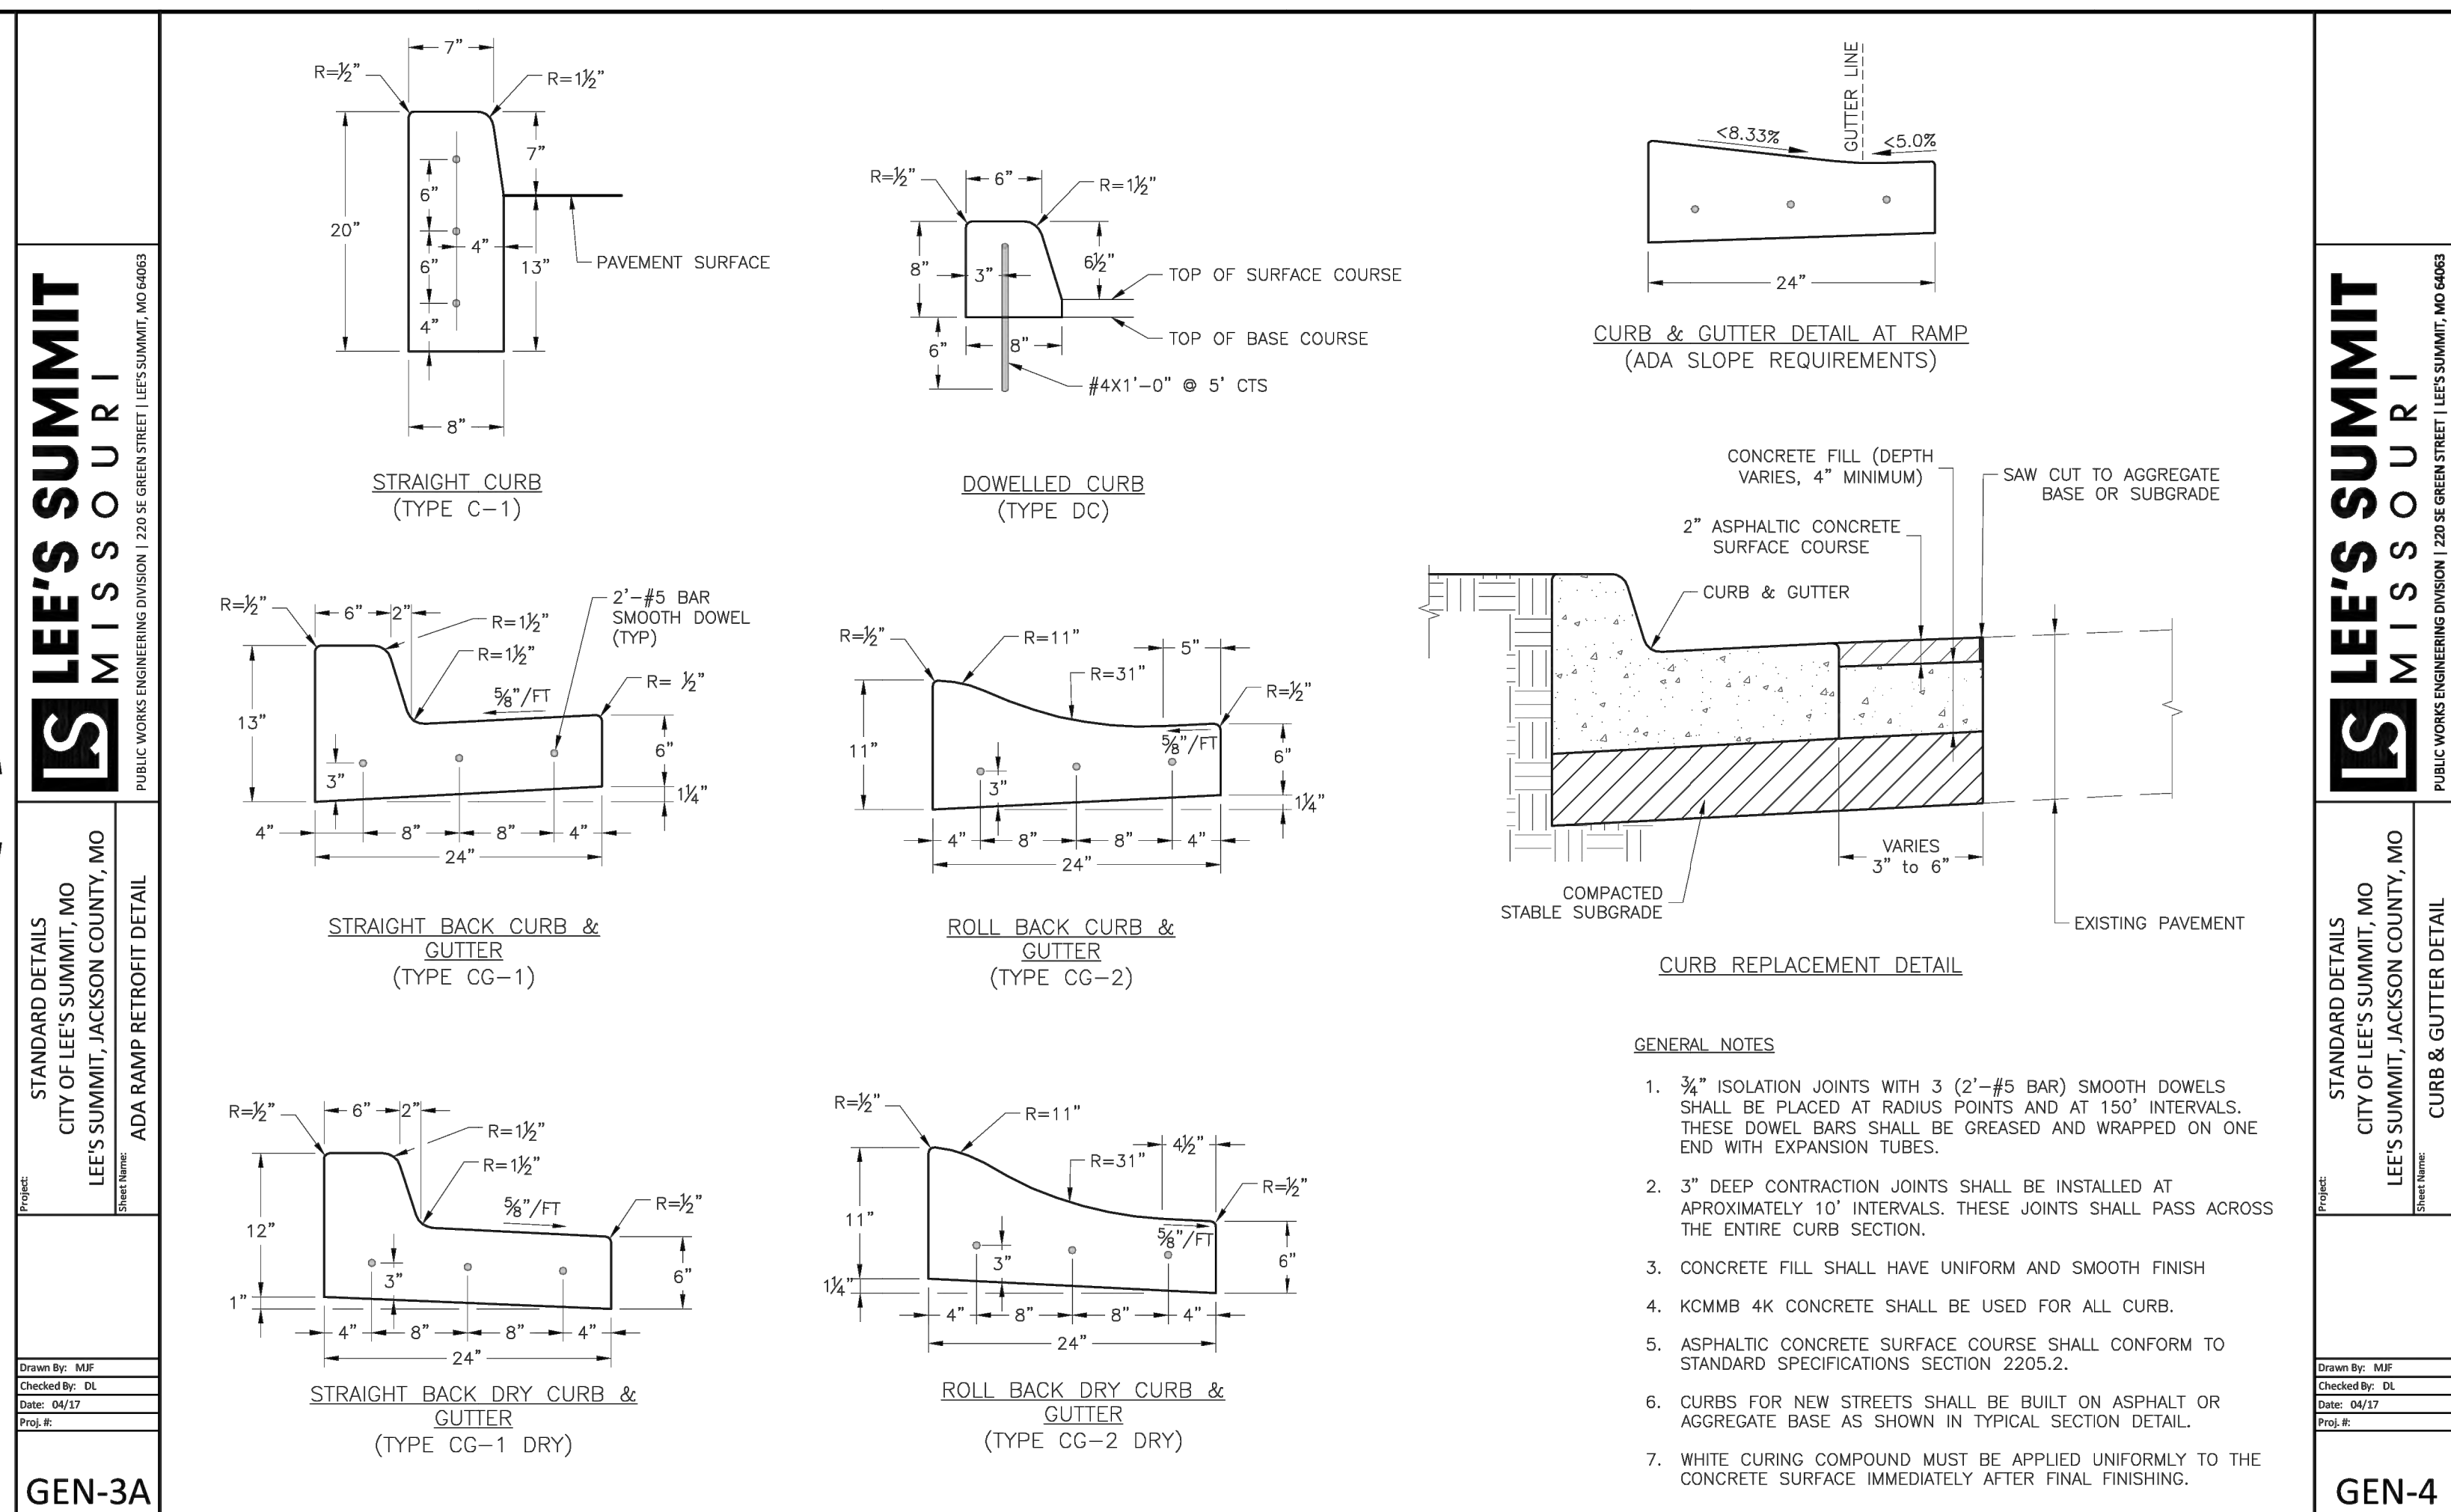 LEE'S SUMMIT
MISSOURI
LS
PUBLIC WORKS ENGINEERING DIVISION | 220 SE GREEN STREET | LEE'S SUMMIT, MO 64063
Project:
STANDARD DETAILS
CITY OF LEE'S SUMMIT, MO
LEE'S SUMMIT, JACKSON COUNTY, MO
Sheet Name:
ADA RAMP RETROFIT DETAIL
Drawn By: MJF
Checked By: DL
Date: 04/17
Proj. #:
GEN-3A
7"
R=½"
R=1½"
7"
6"
20"
4"
6"
13"
PAVEMENT SURFACE
4"
8"
STRAIGHT CURB
(TYPE C-1)
R=½"
6"
R=1½"
8"
3"
6½"
TOP OF SURFACE COURSE
TOP OF BASE COURSE
6"
8"
#4X1'-0" @ 5' CTS
DOWELLED CURB
(TYPE DC)
GUTTER LINE
<8.33%
<5.0%
24"
CURB & GUTTER DETAIL AT RAMP
(ADA SLOPE REQUIREMENTS)
R=½"
6"
2"
R=1½"
R=1½"
2'-#5 BAR
SMOOTH DOWEL
(TYP)
⅝"/FT
R= ½"
13"
6"
3"
1¼"
4"
8"
8"
4"
24"
STRAIGHT BACK CURB &
GUTTER
(TYPE CG-1)
R=½"
R=11"
5"
R=31"
R=½"
⅝"/FT
11"
6"
3"
1¼"
4"
8"
8"
4"
24"
ROLL BACK CURB &
GUTTER
(TYPE CG-2)
CONCRETE FILL (DEPTH
VARIES, 4" MINIMUM)
SAW CUT TO AGGREGATE
BASE OR SUBGRADE
2" ASPHALTIC CONCRETE
SURFACE COURSE
CURB & GUTTER
VARIES
3" to 6"
COMPACTED
STABLE SUBGRADE
EXISTING PAVEMENT
CURB REPLACEMENT DETAIL
R=½"
6"
2"
R=1½"
R=1½"
⅝"/FT
R=½"
12"
3"
6"
1"
4"
8"
8"
4"
24"
STRAIGHT BACK DRY CURB &
GUTTER
(TYPE CG-1 DRY)
R=½"
R=11"
4½"
R=31"
R=½"
11"
⅝"/FT
3"
6"
1¼"
4"
8"
8"
4"
24"
ROLL BACK DRY CURB &
GUTTER
(TYPE CG-2 DRY)
GENERAL NOTES
1. ¾" ISOLATION JOINTS WITH 3 (2'-#5 BAR) SMOOTH DOWELS
SHALL BE PLACED AT RADIUS POINTS AND AT 150' INTERVALS.
THESE DOWEL BARS SHALL BE GREASED AND WRAPPED ON ONE
END WITH EXPANSION TUBES.
2. 3" DEEP CONTRACTION JOINTS SHALL BE INSTALLED AT
APROXIMATELY 10' INTERVALS. THESE JOINTS SHALL PASS ACROSS
THE ENTIRE CURB SECTION.
3. CONCRETE FILL SHALL HAVE UNIFORM AND SMOOTH FINISH
4. KCMMB 4K CONCRETE SHALL BE USED FOR ALL CURB.
5. ASPHALTIC CONCRETE SURFACE COURSE SHALL CONFORM TO
STANDARD SPECIFICATIONS SECTION 2205.2.
6. CURBS FOR NEW STREETS SHALL BE BUILT ON ASPHALT OR
AGGREGATE BASE AS SHOWN IN TYPICAL SECTION DETAIL.
7. WHITE CURING COMPOUND MUST BE APPLIED UNIFORMLY TO THE
CONCRETE SURFACE IMMEDIATELY AFTER FINAL FINISHING.
LEE'S SUMMIT
MISSOURI
LS
PUBLIC WORKS ENGINEERING DIVISION | 220 SE GREEN STREET | LEE'S SUMMIT, MO 64063
Project:
STANDARD DETAILS
CITY OF LEE'S SUMMIT, MO
LEE'S SUMMIT, JACKSON COUNTY, MO
Sheet Name:
CURB & GUTTER DETAIL
Drawn By: MJF
Checked By: DL
Date: 04/17
Proj. #:
GEN-4